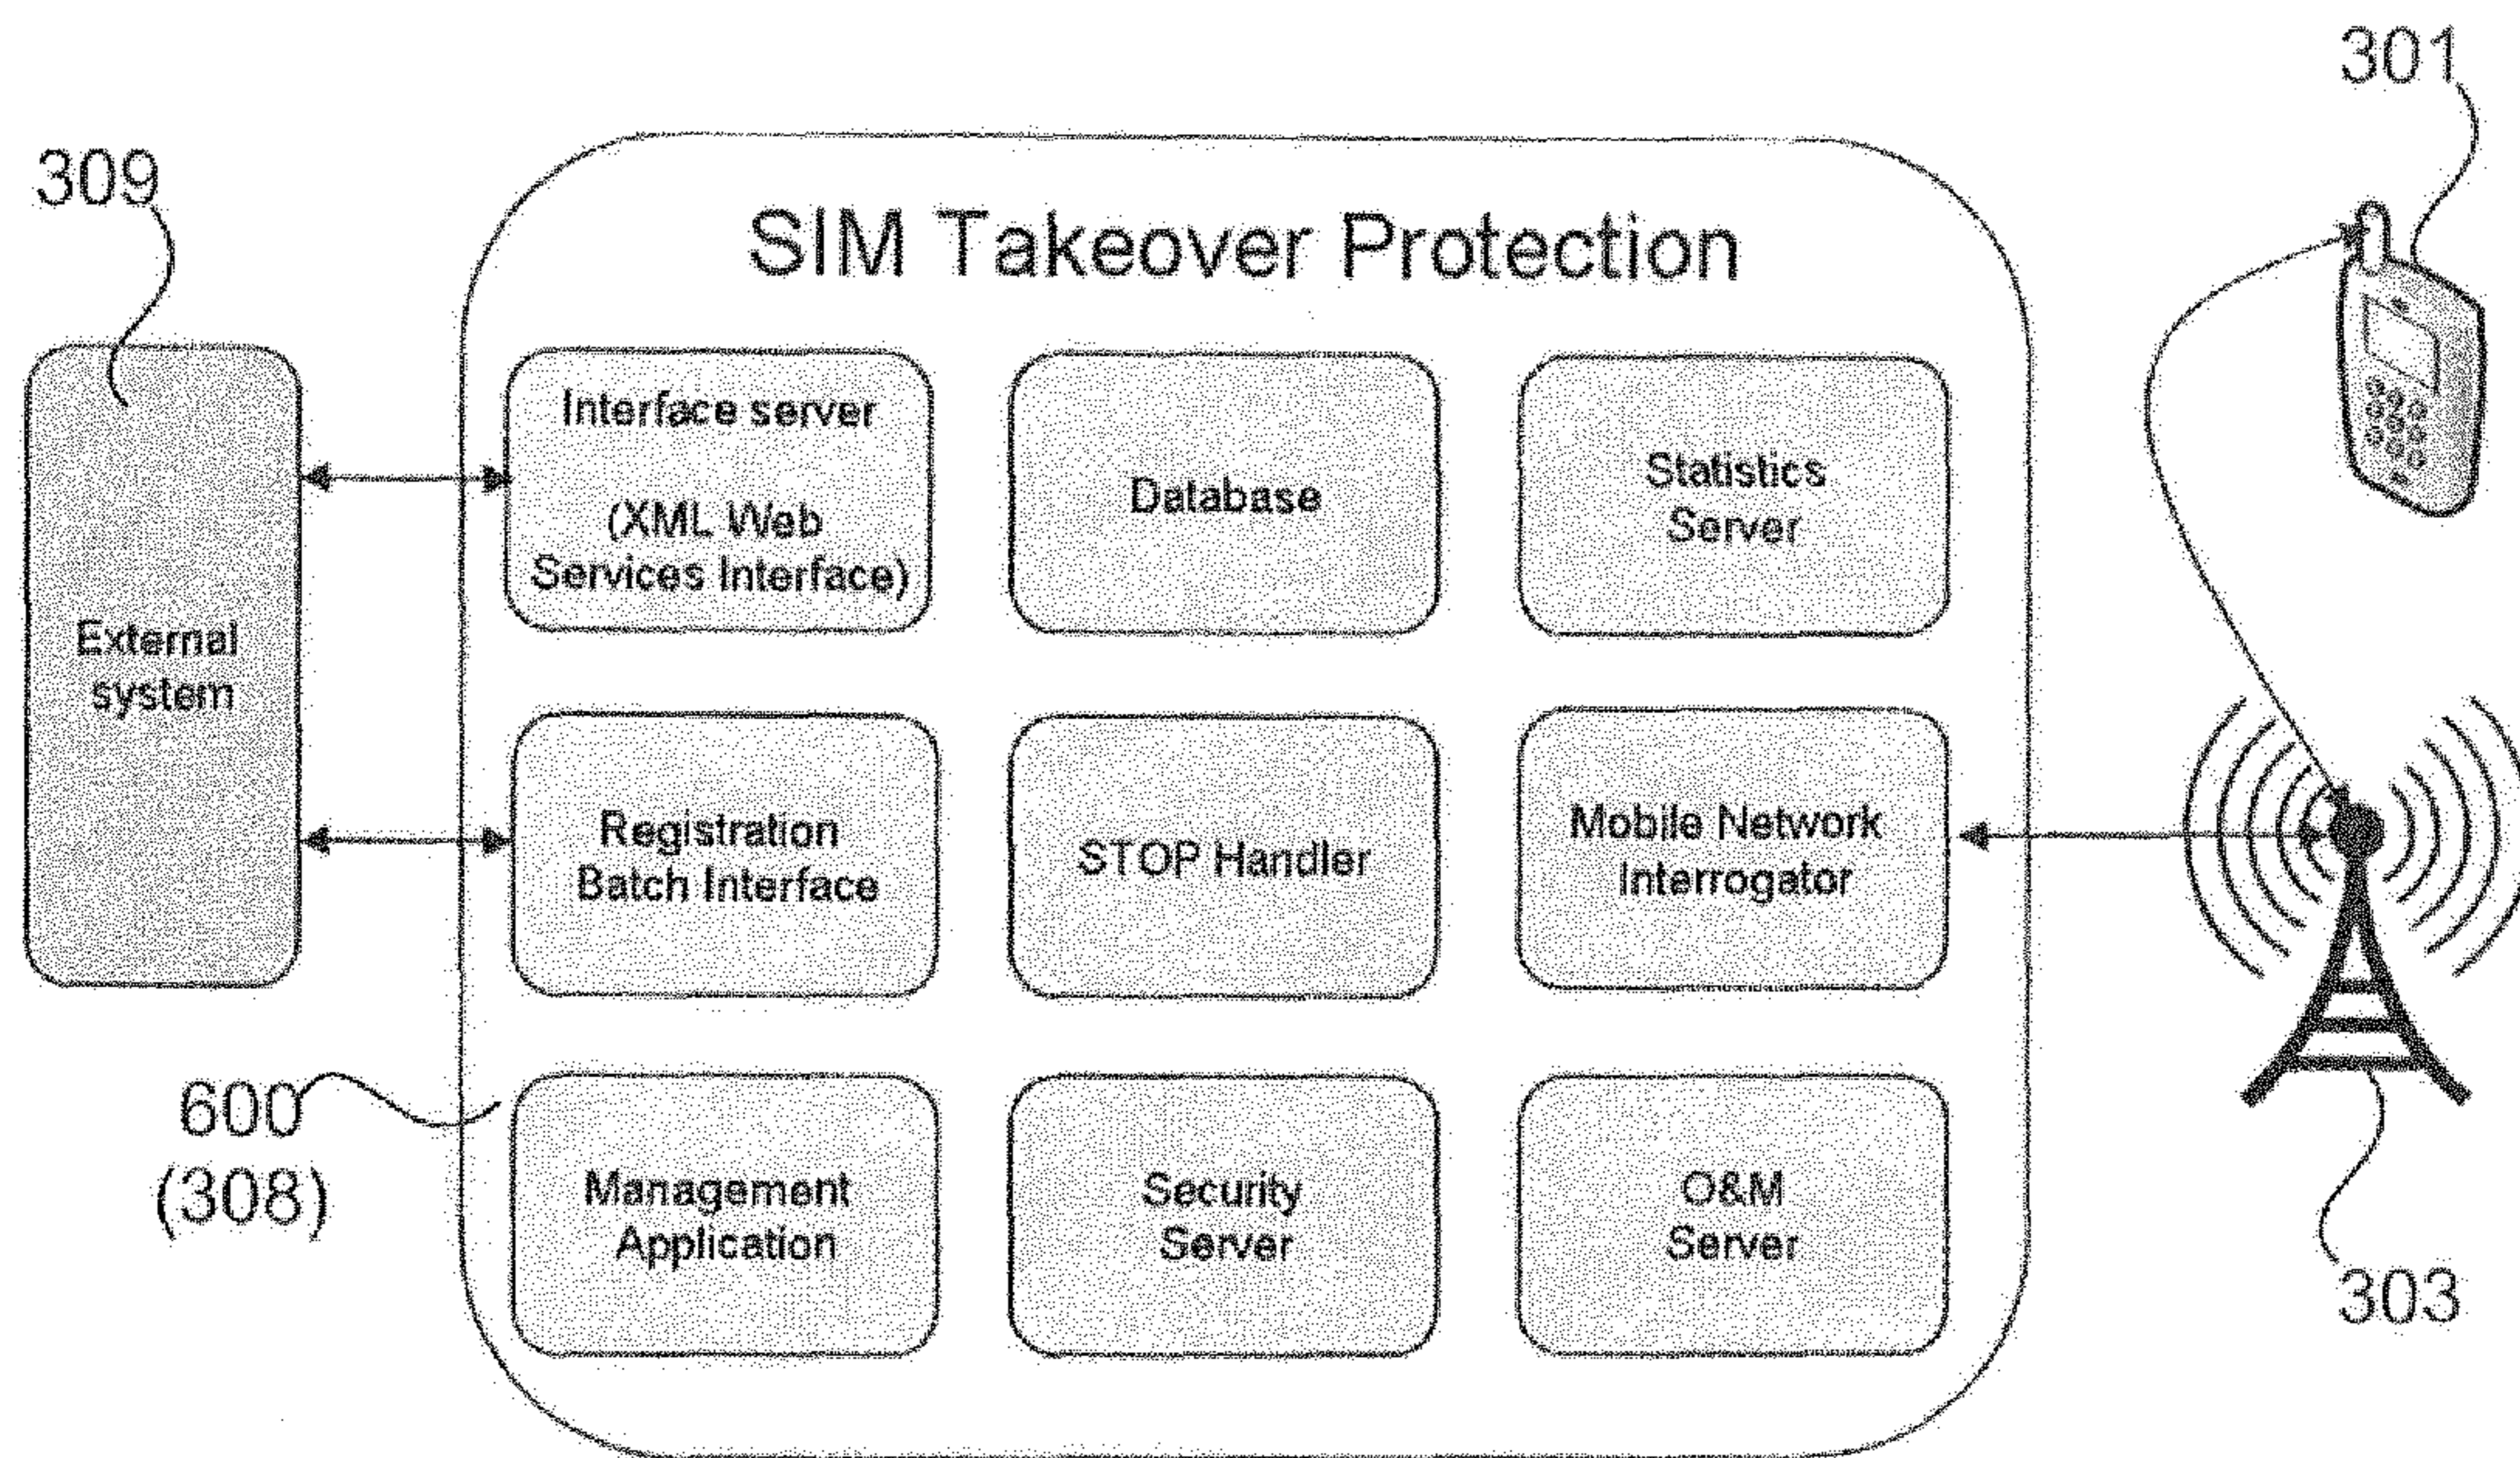 301
309
SIM Takeover Protection
Interface server
(XML Web
Services Interface)
Database
Statistics
Server
External
system
Registration
Batch Interface
STOP Handler
Mobile Network
Interrogator
600
(308)
Management
Application
Security
Server
O&M
Server
303